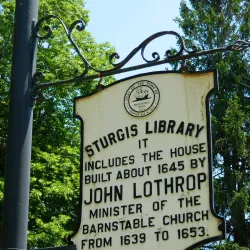 STURGIS LIBRARY
IT
INCLUDES THE HOUSE
BUILT ABOUT 1645 BY
JOHN LOTHROP
MINISTER OF THE
BARNSTABLE CHURCH
FROM 1639 TO 1653.